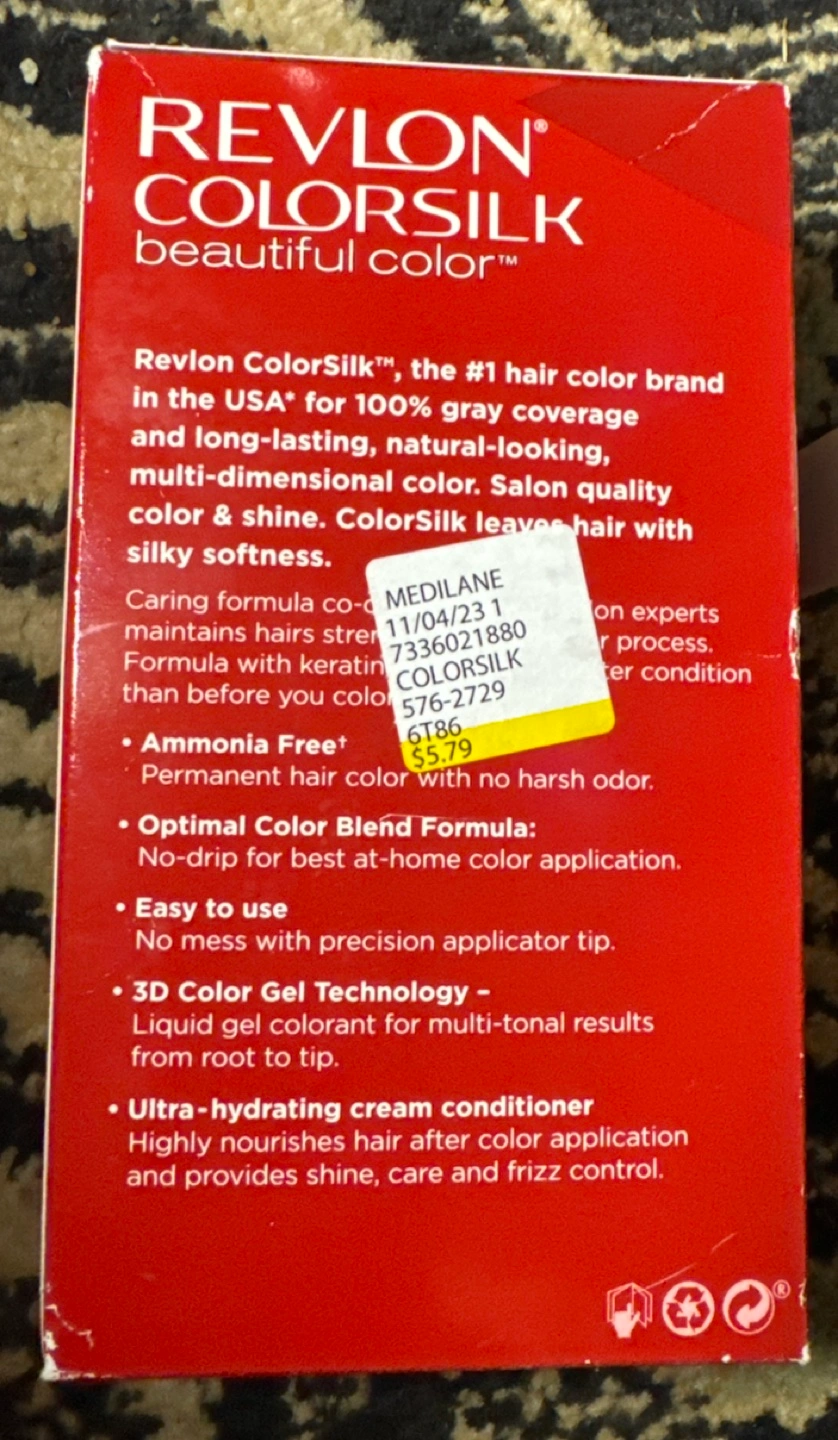 REVLON®
COLORSILK
beautiful color™
Revlon ColorSilk™, the #1 hair color brand
in the USA* for 100% gray coverage
and long-lasting, natural-looking,
multi-dimensional color. Salon quality
color & shine. ColorSilk leaves hair with
silky softness.
Caring formula on experts
maintains hairs process.
Formula with condition
than before you
MEDILANE
11/04/23 1
7336021880
COLORSILK
576-2729
6T86
$5.79
• Ammonia Free†
Permanent hair color with no harsh odor.
• Optimal Color Blend Formula:
No-drip for best at-home color application.
• Easy to use
No mess with precision applicator tip.
• 3D Color Gel Technology –
Liquid gel colorant for multi-tonal results
from root to tip.
• Ultra-hydrating cream conditioner
Highly nourishes hair after color application
and provides shine, care and frizz control.
®